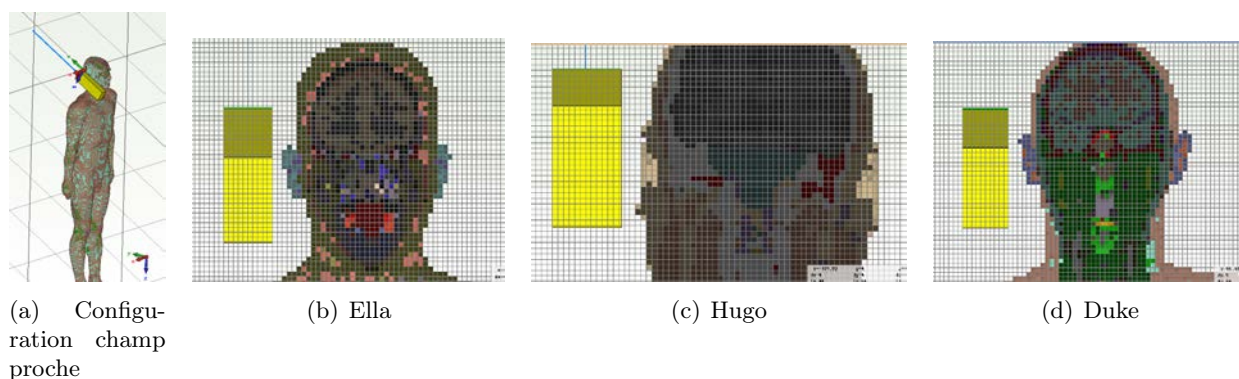 (a) Configu-
ration champ
proche
(b) Ella
(c) Hugo
(d) Duke